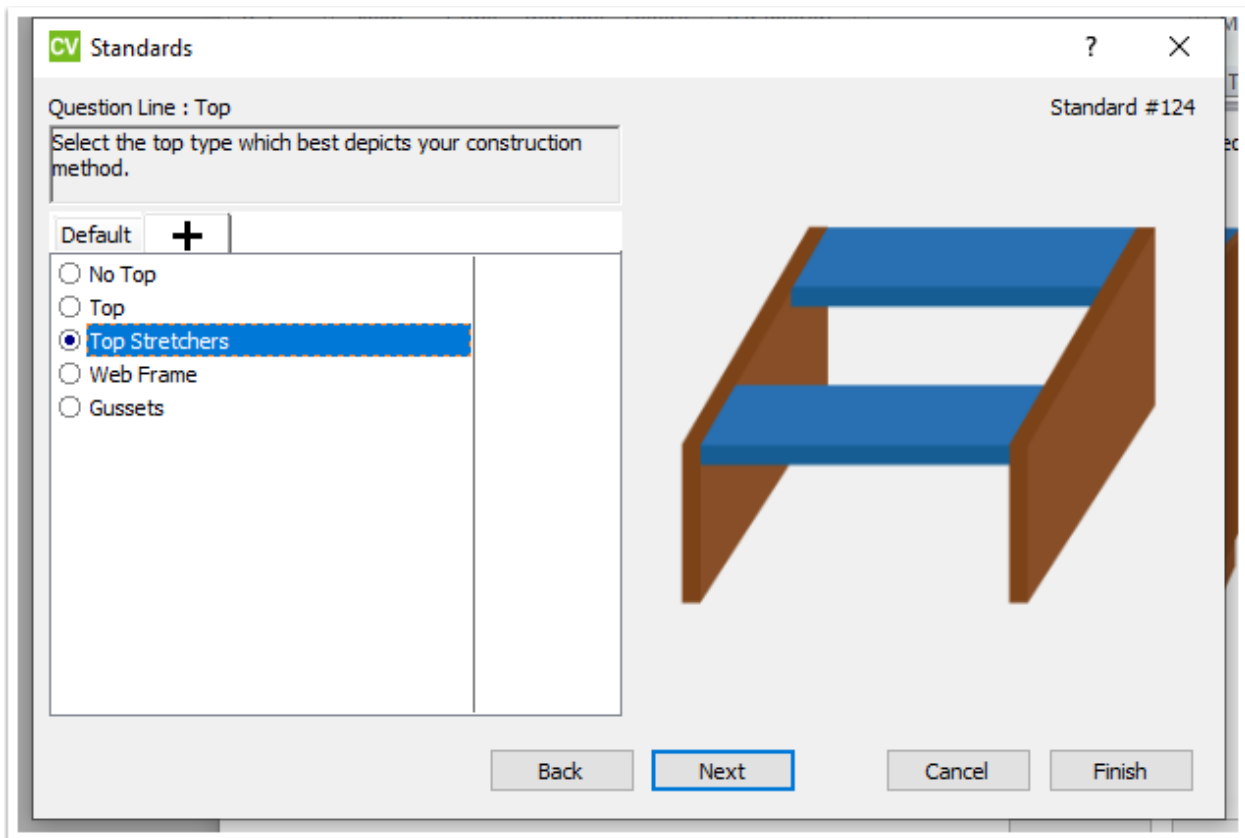 CV Standards
?
Question Line : Top
Standard #124
Select the top type which best depicts your construction
method.
Default
No Top
Top
Top Stretchers
Web Frame
Gussets
Back
Next
Cancel
Finish